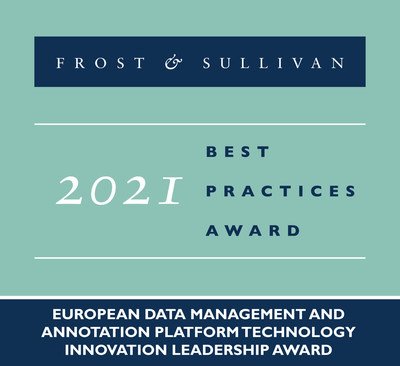 FROST & SULLIVAN
BEST
2021 PRACTICES
AWARD
EUROPEAN DATA MANAGEMENT AND
ANNOTATION PLATFORM TECHNOLOGY
INNOVATION LEADERSHIP AWARD